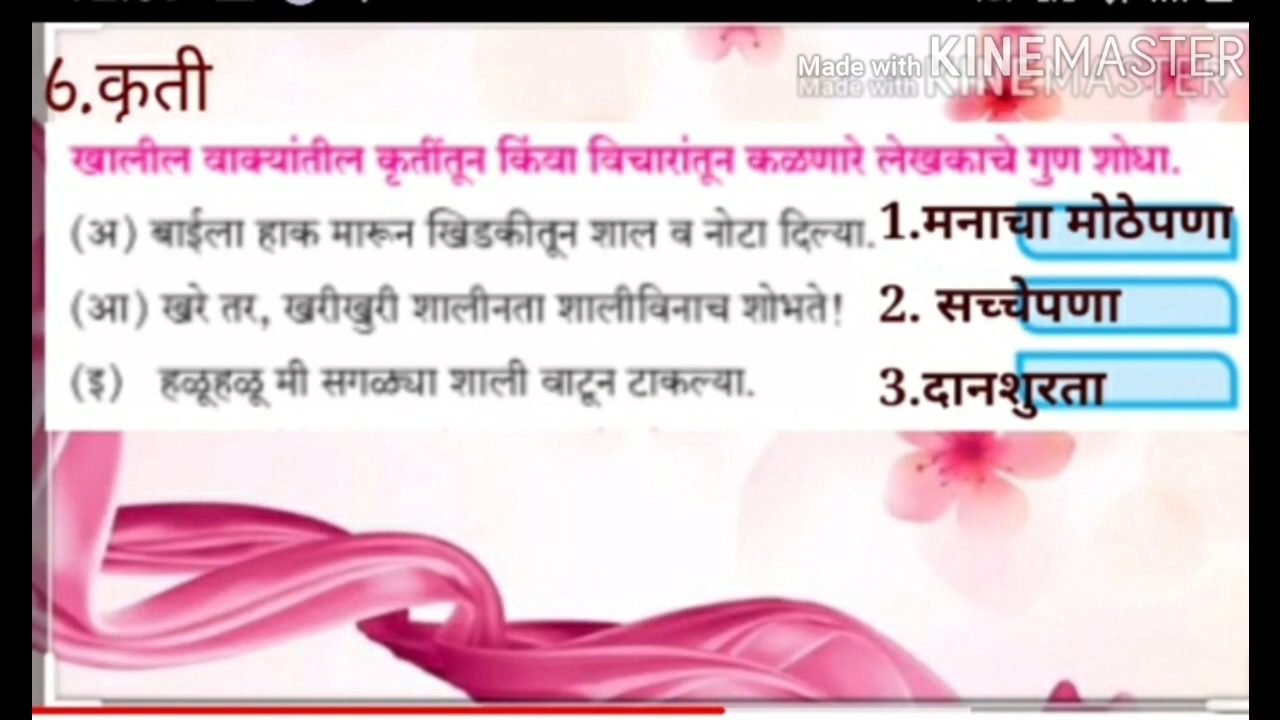 6.कृती
Made with KINEMASTER
खालील वाक्यांतील कृतींतून किंवा विचारांतून कळणारे लेखकाचे गुण शोधा.
(अ) बाईला हाक मारून खिडकीतून शाल व नोटा दिल्या. 1.मनाचा मोठेपणा
(आ) खरे तर, खरीखुरी शालीनता शालीविनाच शोभते! 2. सच्चेपणा
(इ) हळूहळू मी सगळ्या शाली वाटून टाकल्या. 3.दानशुरता